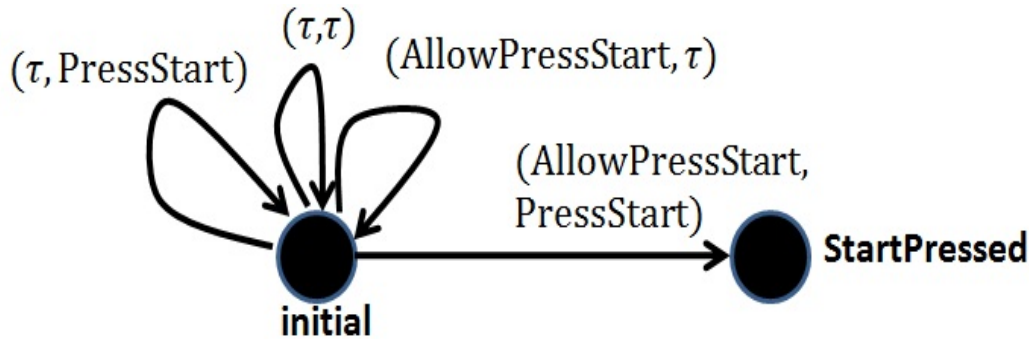 (τ,τ)
(τ, PressStart)
(AllowPressStart, τ)
(AllowPressStart,
PressStart)
StartPressed
initial